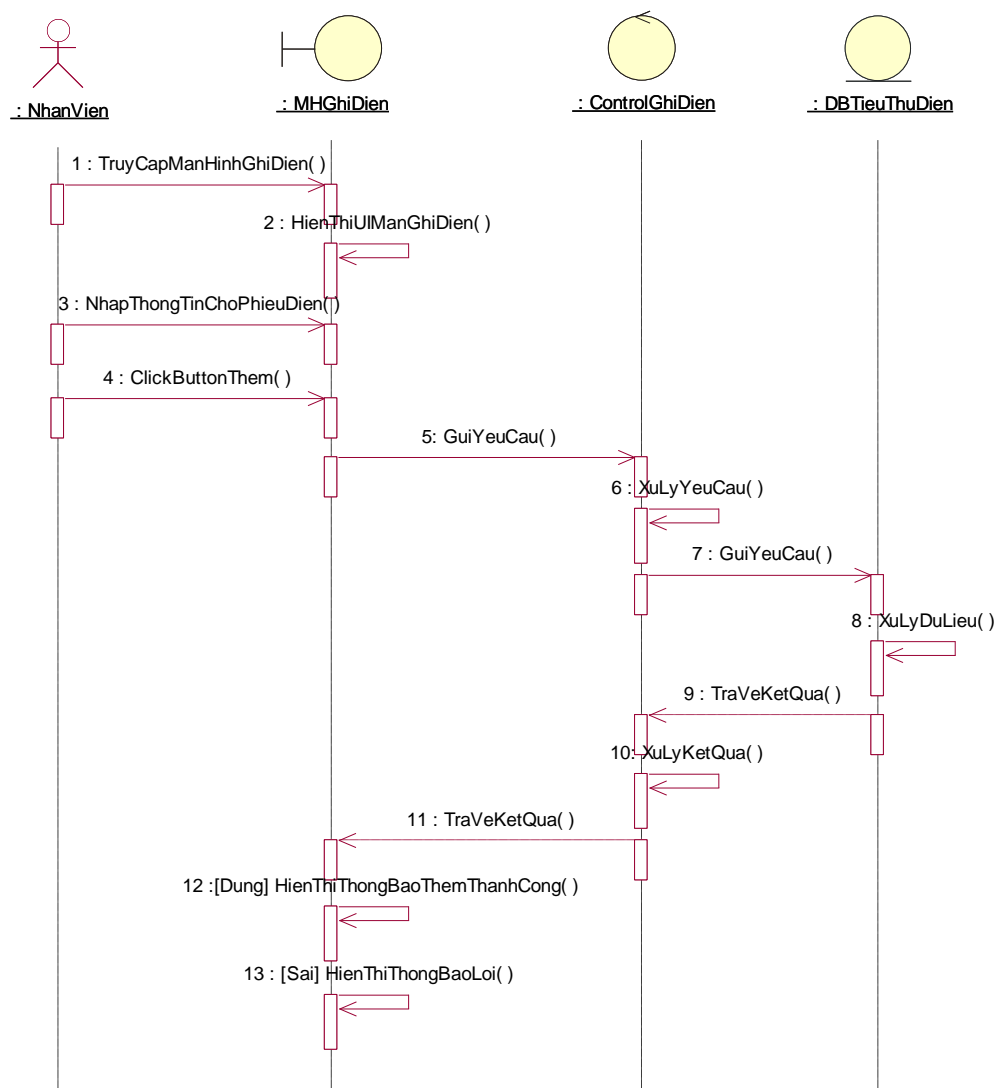 : NhanVien
: MHGhiDien
: ControlGhiDien
: DBTieuThuDien
1 : TruyCapManHinhGhiDien( )
2 : HienThiUIManGhiDien( )
3 : NhapThongTinChoPhieuDien( )
4 : ClickButtonThem( )
5: GuiYeuCau( )
6 : XuLyYeuCau( )
7 : GuiYeuCau( )
8 : XuLyDuLieu( )
9 : TraVeKetQua( )
10: XuLyKetQua( )
11 : TraVeKetQua( )
12 :[Dung] HienThiThongBaoThemThanhCong( )
13 : [Sai] HienThiThongBaoLoi( )